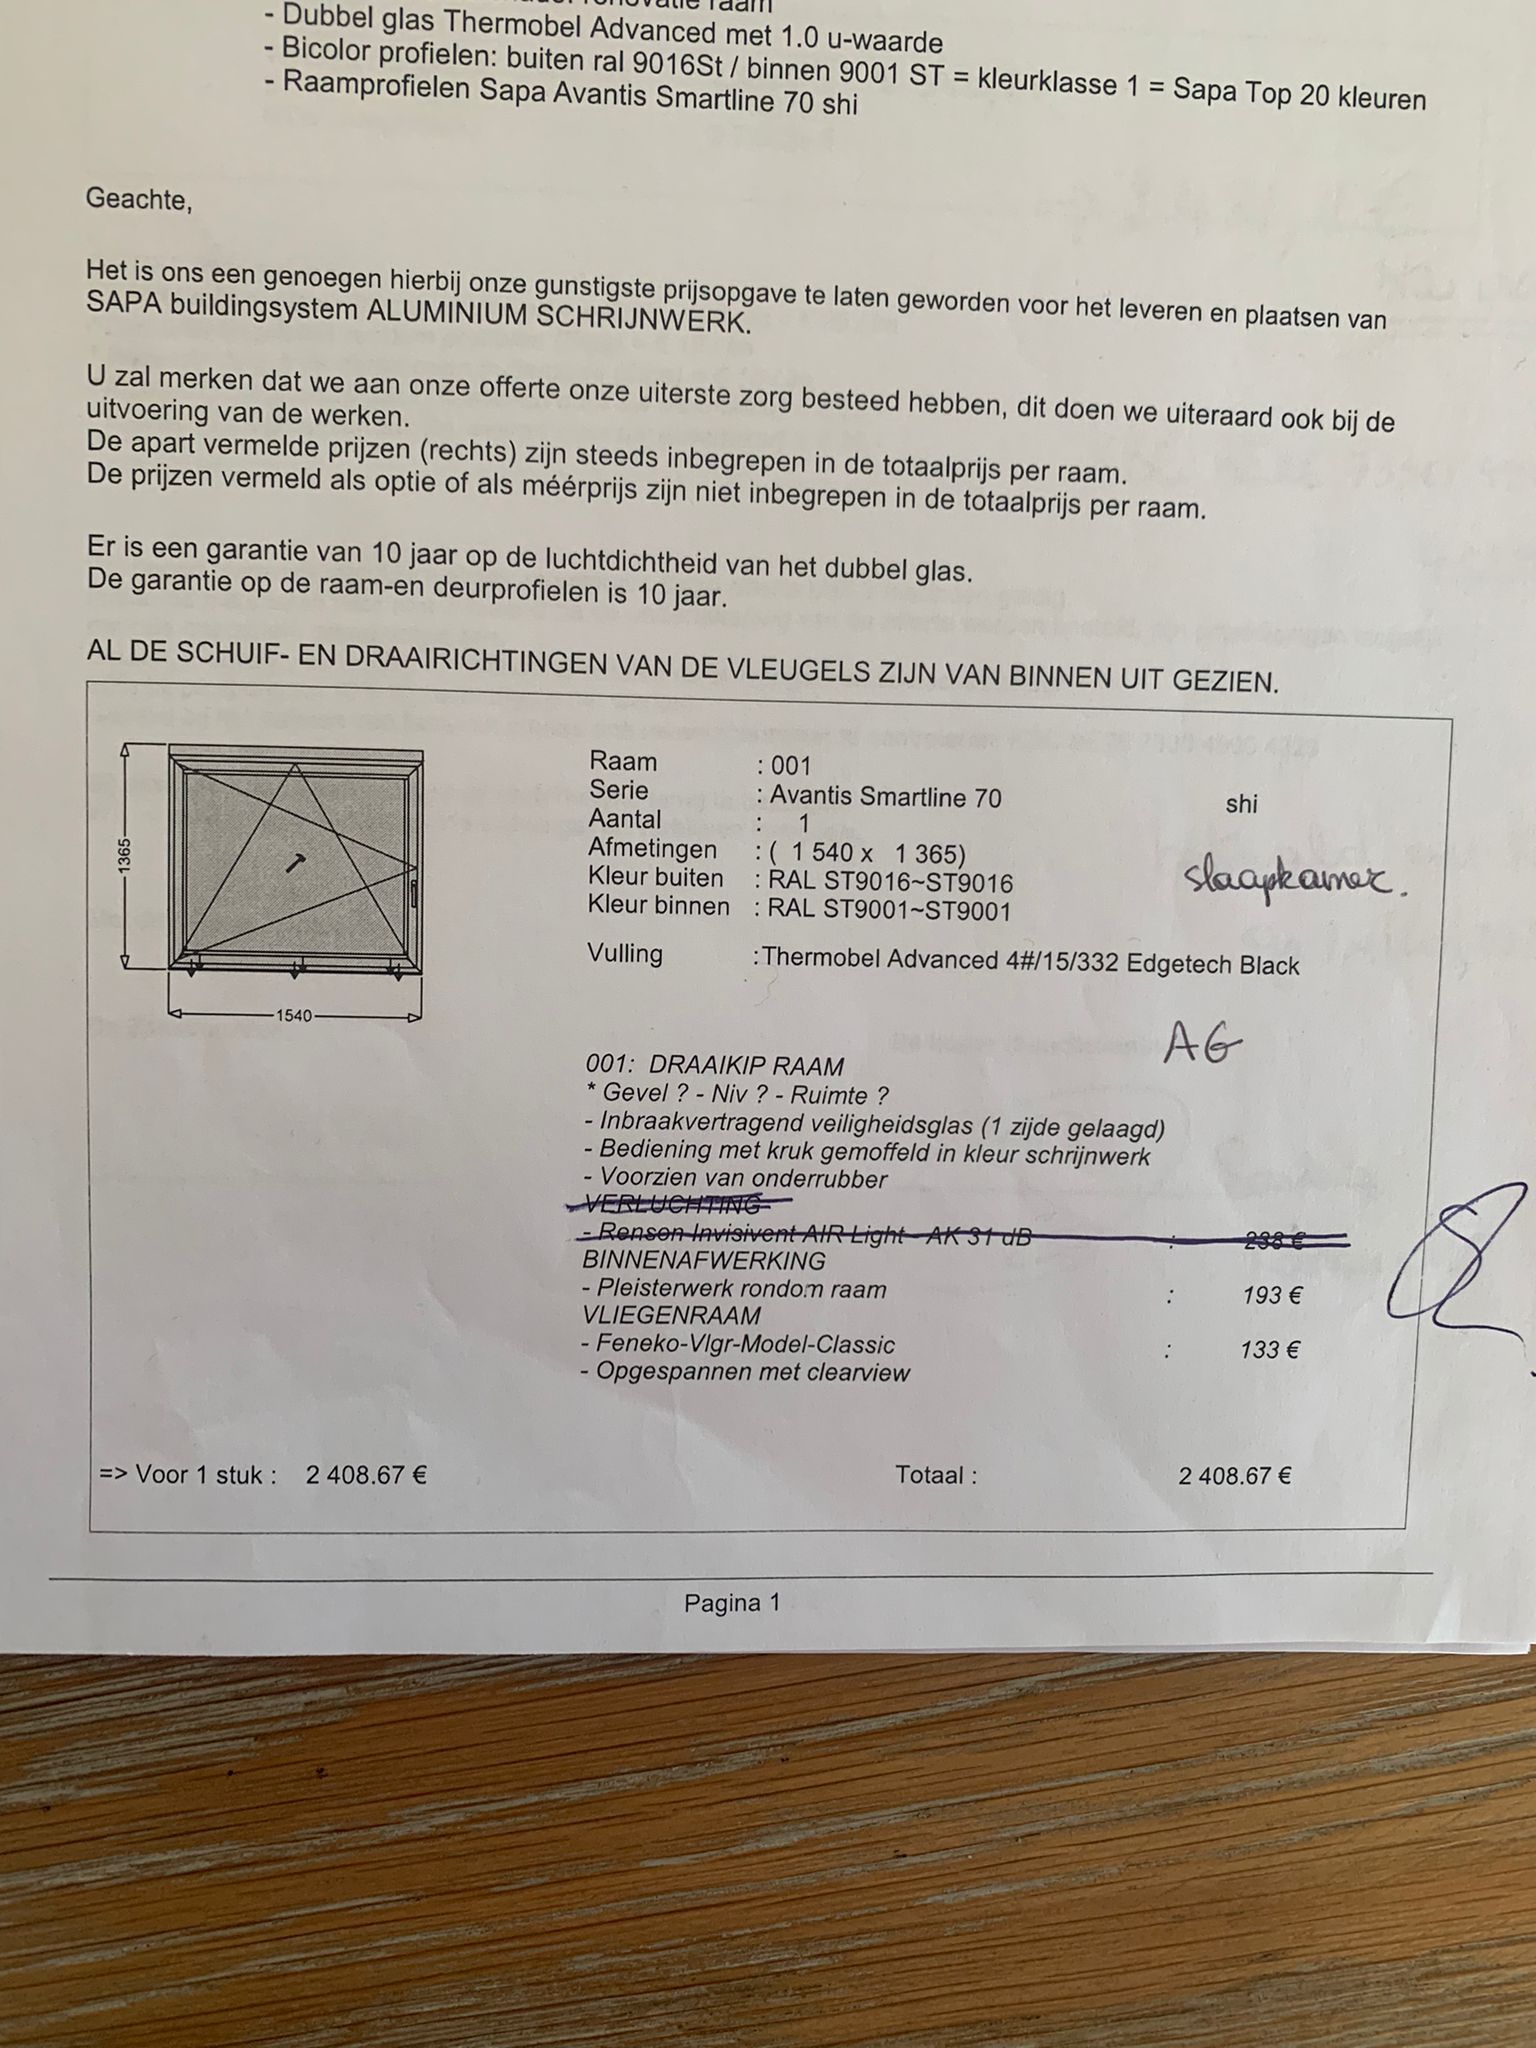 renovatie raam
- Dubbel glas Thermobel Advanced met 1.0 u-waarde
- Bicolor profielen: buiten ral 9016St / binnen 9001 ST = kleurklasse 1 = Sapa Top 20 kleuren
- Raamprofielen Sapa Avantis Smartline 70 shi
Geachte,
Het is ons een genoegen hierbij onze gunstigste prijsopgave te laten geworden voor het leveren en plaatsen van
SAPA buildingsystem ALUMINIUM SCHRIJNWERK.
U zal merken dat we aan onze offerte onze uiterste zorg besteed hebben, dit doen we uiteraard ook bij de
uitvoering van de werken.
De apart vermelde prijzen (rechts) zijn steeds inbegrepen in de totaalprijs per raam.
De prijzen vermeld als optie of als méérprijs zijn niet inbegrepen in de totaalprijs per raam.
Er is een garantie van 10 jaar op de luchtdichtheid van het dubbel glas.
De garantie op de raam-en deurprofielen is 10 jaar.
AL DE SCHUIF- EN DRAAIRICHTINGEN VAN DE VLEUGELS ZIJN VAN BINNEN UIT GEZIEN.
1365
1540
Raam : 001
Serie : Avantis Smartline 70 shi
Aantal : 1
Afmetingen : ( 1 540 x 1 365)
Kleur buiten : RAL ST9016~ST9016
slaapkamer.
Kleur binnen : RAL ST9001~ST9001
Vulling : Thermobel Advanced 4#/15/332 Edgetech Black
AG
001: DRAAIKIP RAAM
* Gevel ? - Niv ? - Ruimte ?
- Inbraakvertragend veiligheidsglas (1 zijde gelaagd)
- Bediening met kruk gemoffeld in kleur schrijnwerk
- Voorzien van onderrubber
VERLUCHTING
- Renson Invisivent AIR Light - AK 31 dB : 238 €
BINNENAFWERKING
- Pleisterwerk rondom raam : 193 €
VLIEGENRAAM
- Feneko-Vlgr-Model-Classic : 133 €
- Opgespannen met clearview
=> Voor 1 stuk : 2 408.67 € Totaal : 2 408.67 €
Pagina 1